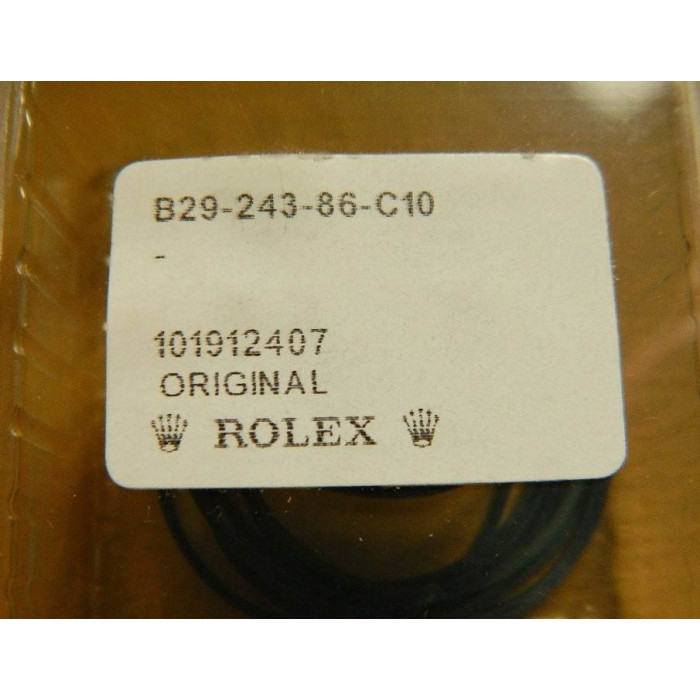 B29-243-86-C10
-
101912407
ORIGINAL
ROLEX